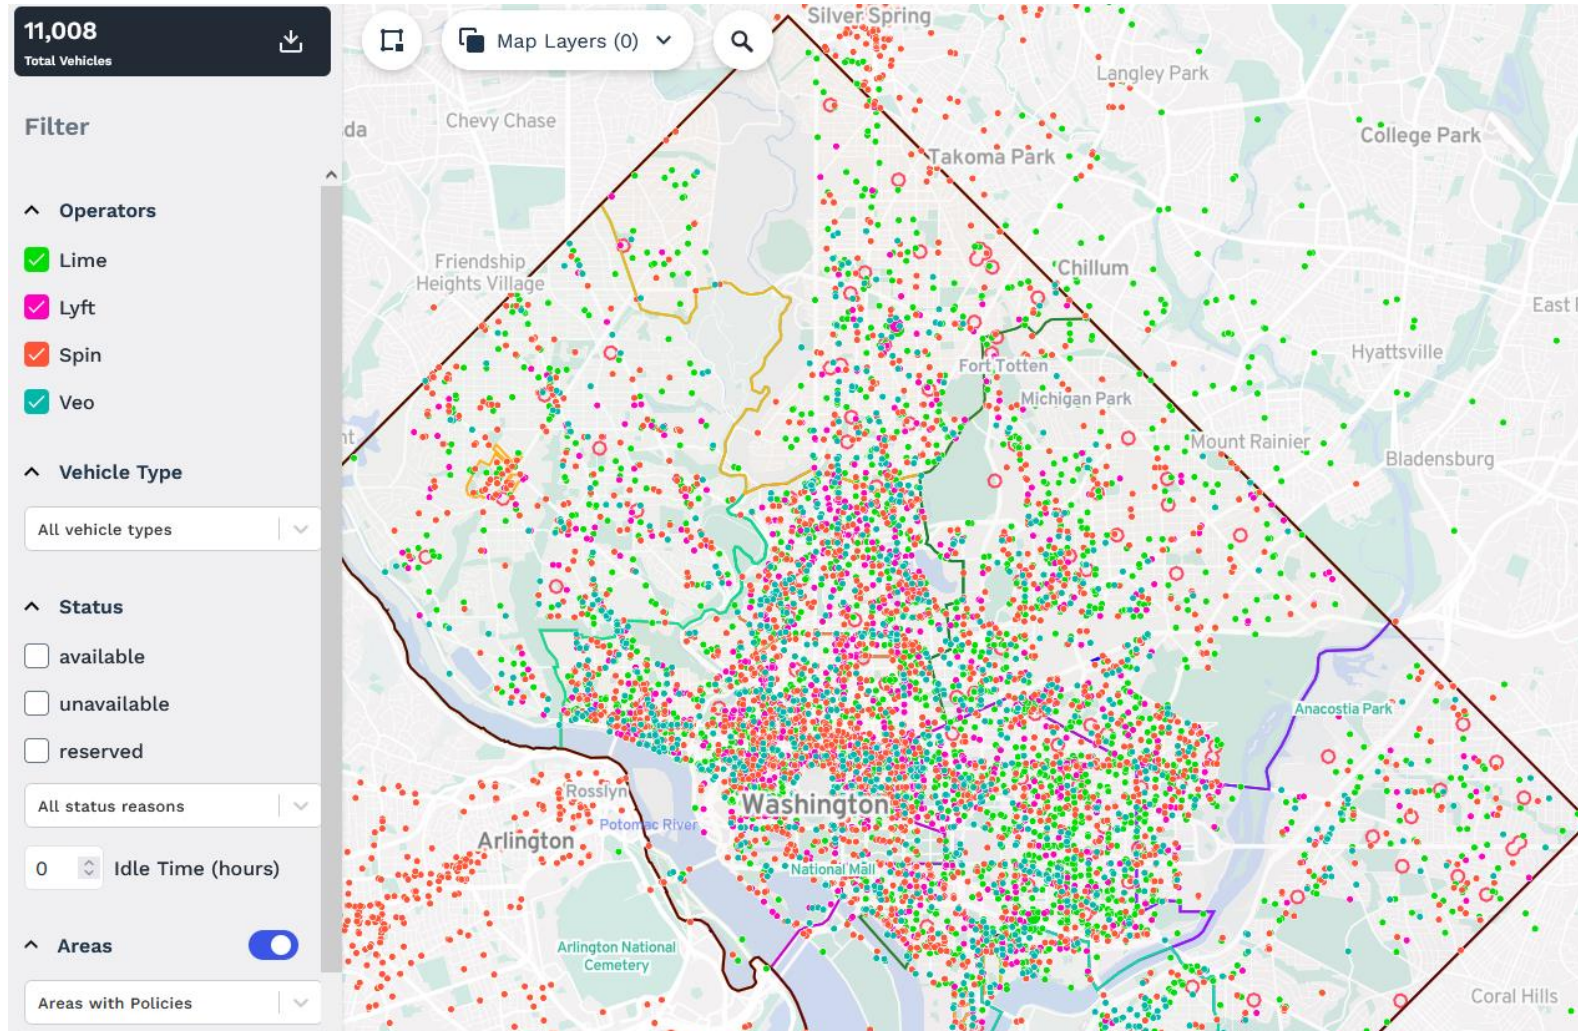 11,008
Total Vehicles
Filter
Operators
Lime
Lyft
Spin
Veo
Vehicle Type
All vehicle types
Status
available
unavailable
reserved
All status reasons
0 Idle Time (hours)
Areas
Areas with Policies
Map Layers (0)
Silver Spring
Langley Park
Chevy Chase
da
College Park
Takoma Park
Friendship
Heights Village
Chillum
East
Hyattsville
Fort Totten
Michigan Park
nt
Mount Rainier
Bladensburg
Anacostia Park
Rosslyn
Washington
Potomac River
Arlington
National Mall
Arlington National
Cemetery
Coral Hills